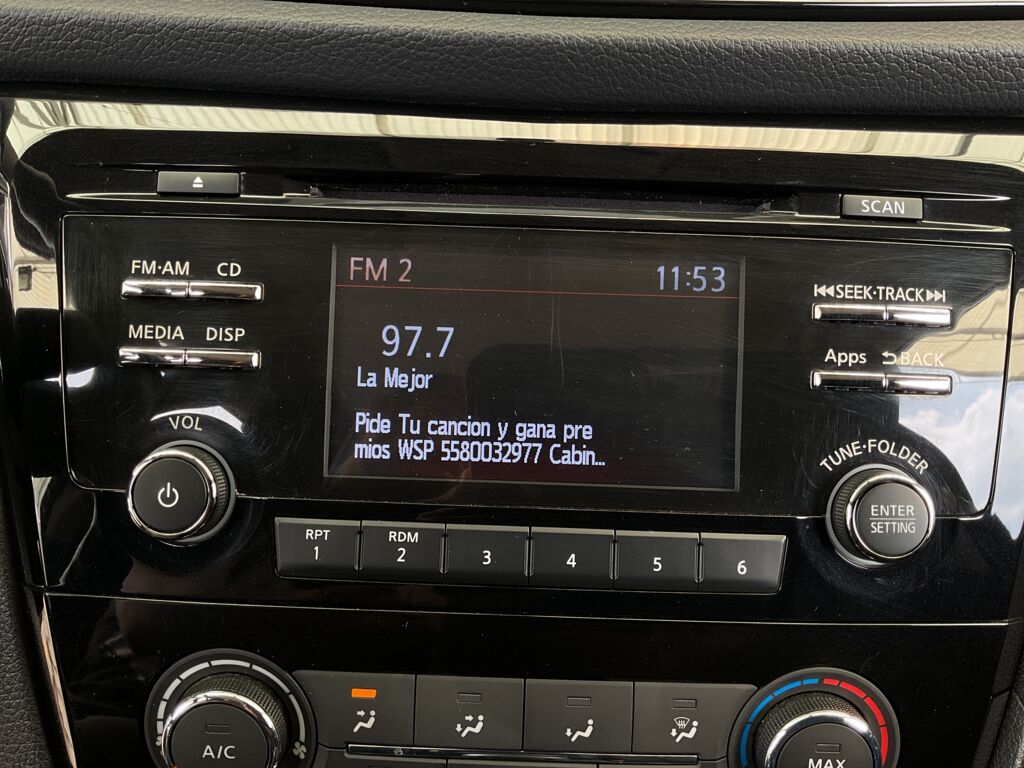 SCAN
FM·AM CD
MEDIA DISP
VOL
FM 2 11:53
97.7
La Mejor
Pide Tu cancion y gana pre
mios WSP 5580032977 Cabin...
SEEK·TRACK
Apps BACK
TUNE·FOLDER
ENTER
SETTING
RPT RDM
1 2 3 4 5 6
A/C
MAX